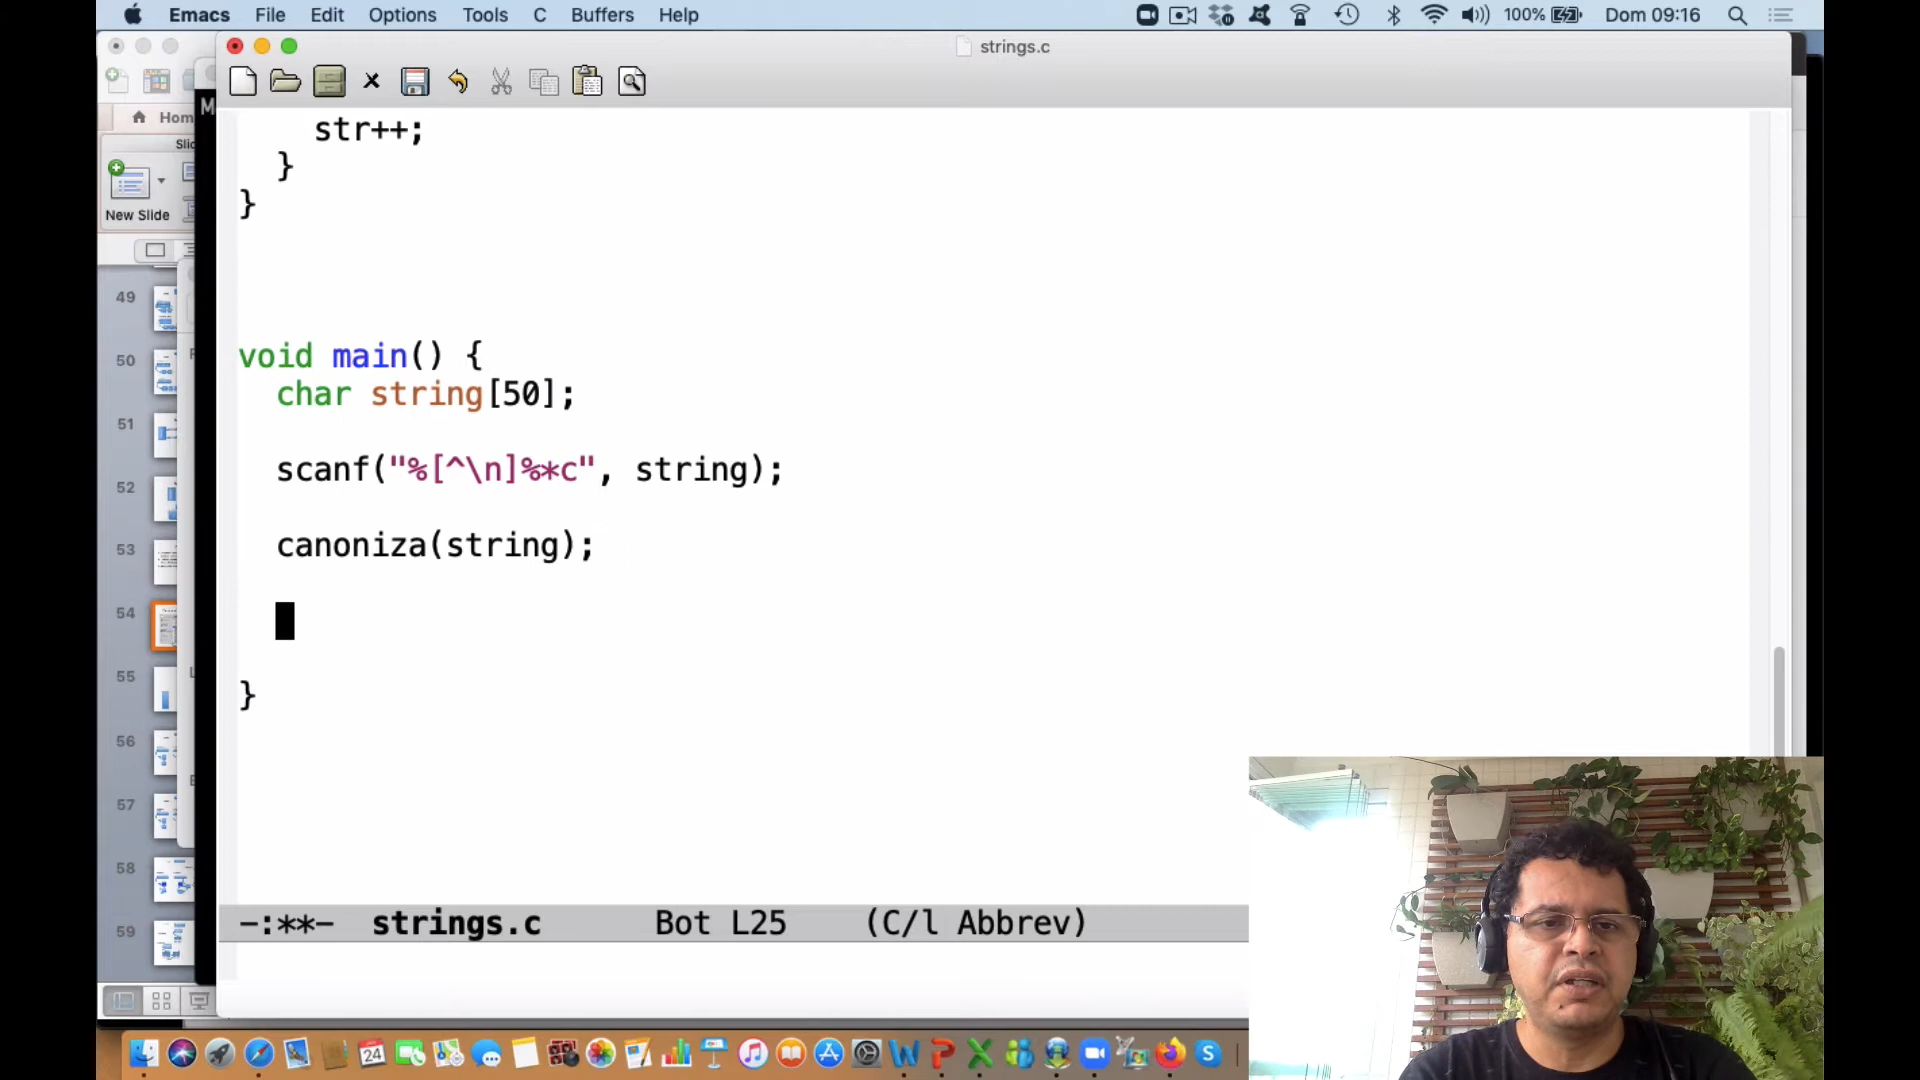 Emacs File Edit Options Tools C Buffers Help 100% Dom 09:16
strings.c
Hom
M
Slid
New Slide
str++;
}
}
void main() {
char string[50];
scanf("%[^\n]%*c", string);
canoniza(string);
}
49
50
51
52
53
54
55
56
57
58
59
-:**- strings.c Bot L25 (C/l Abbrev)
24